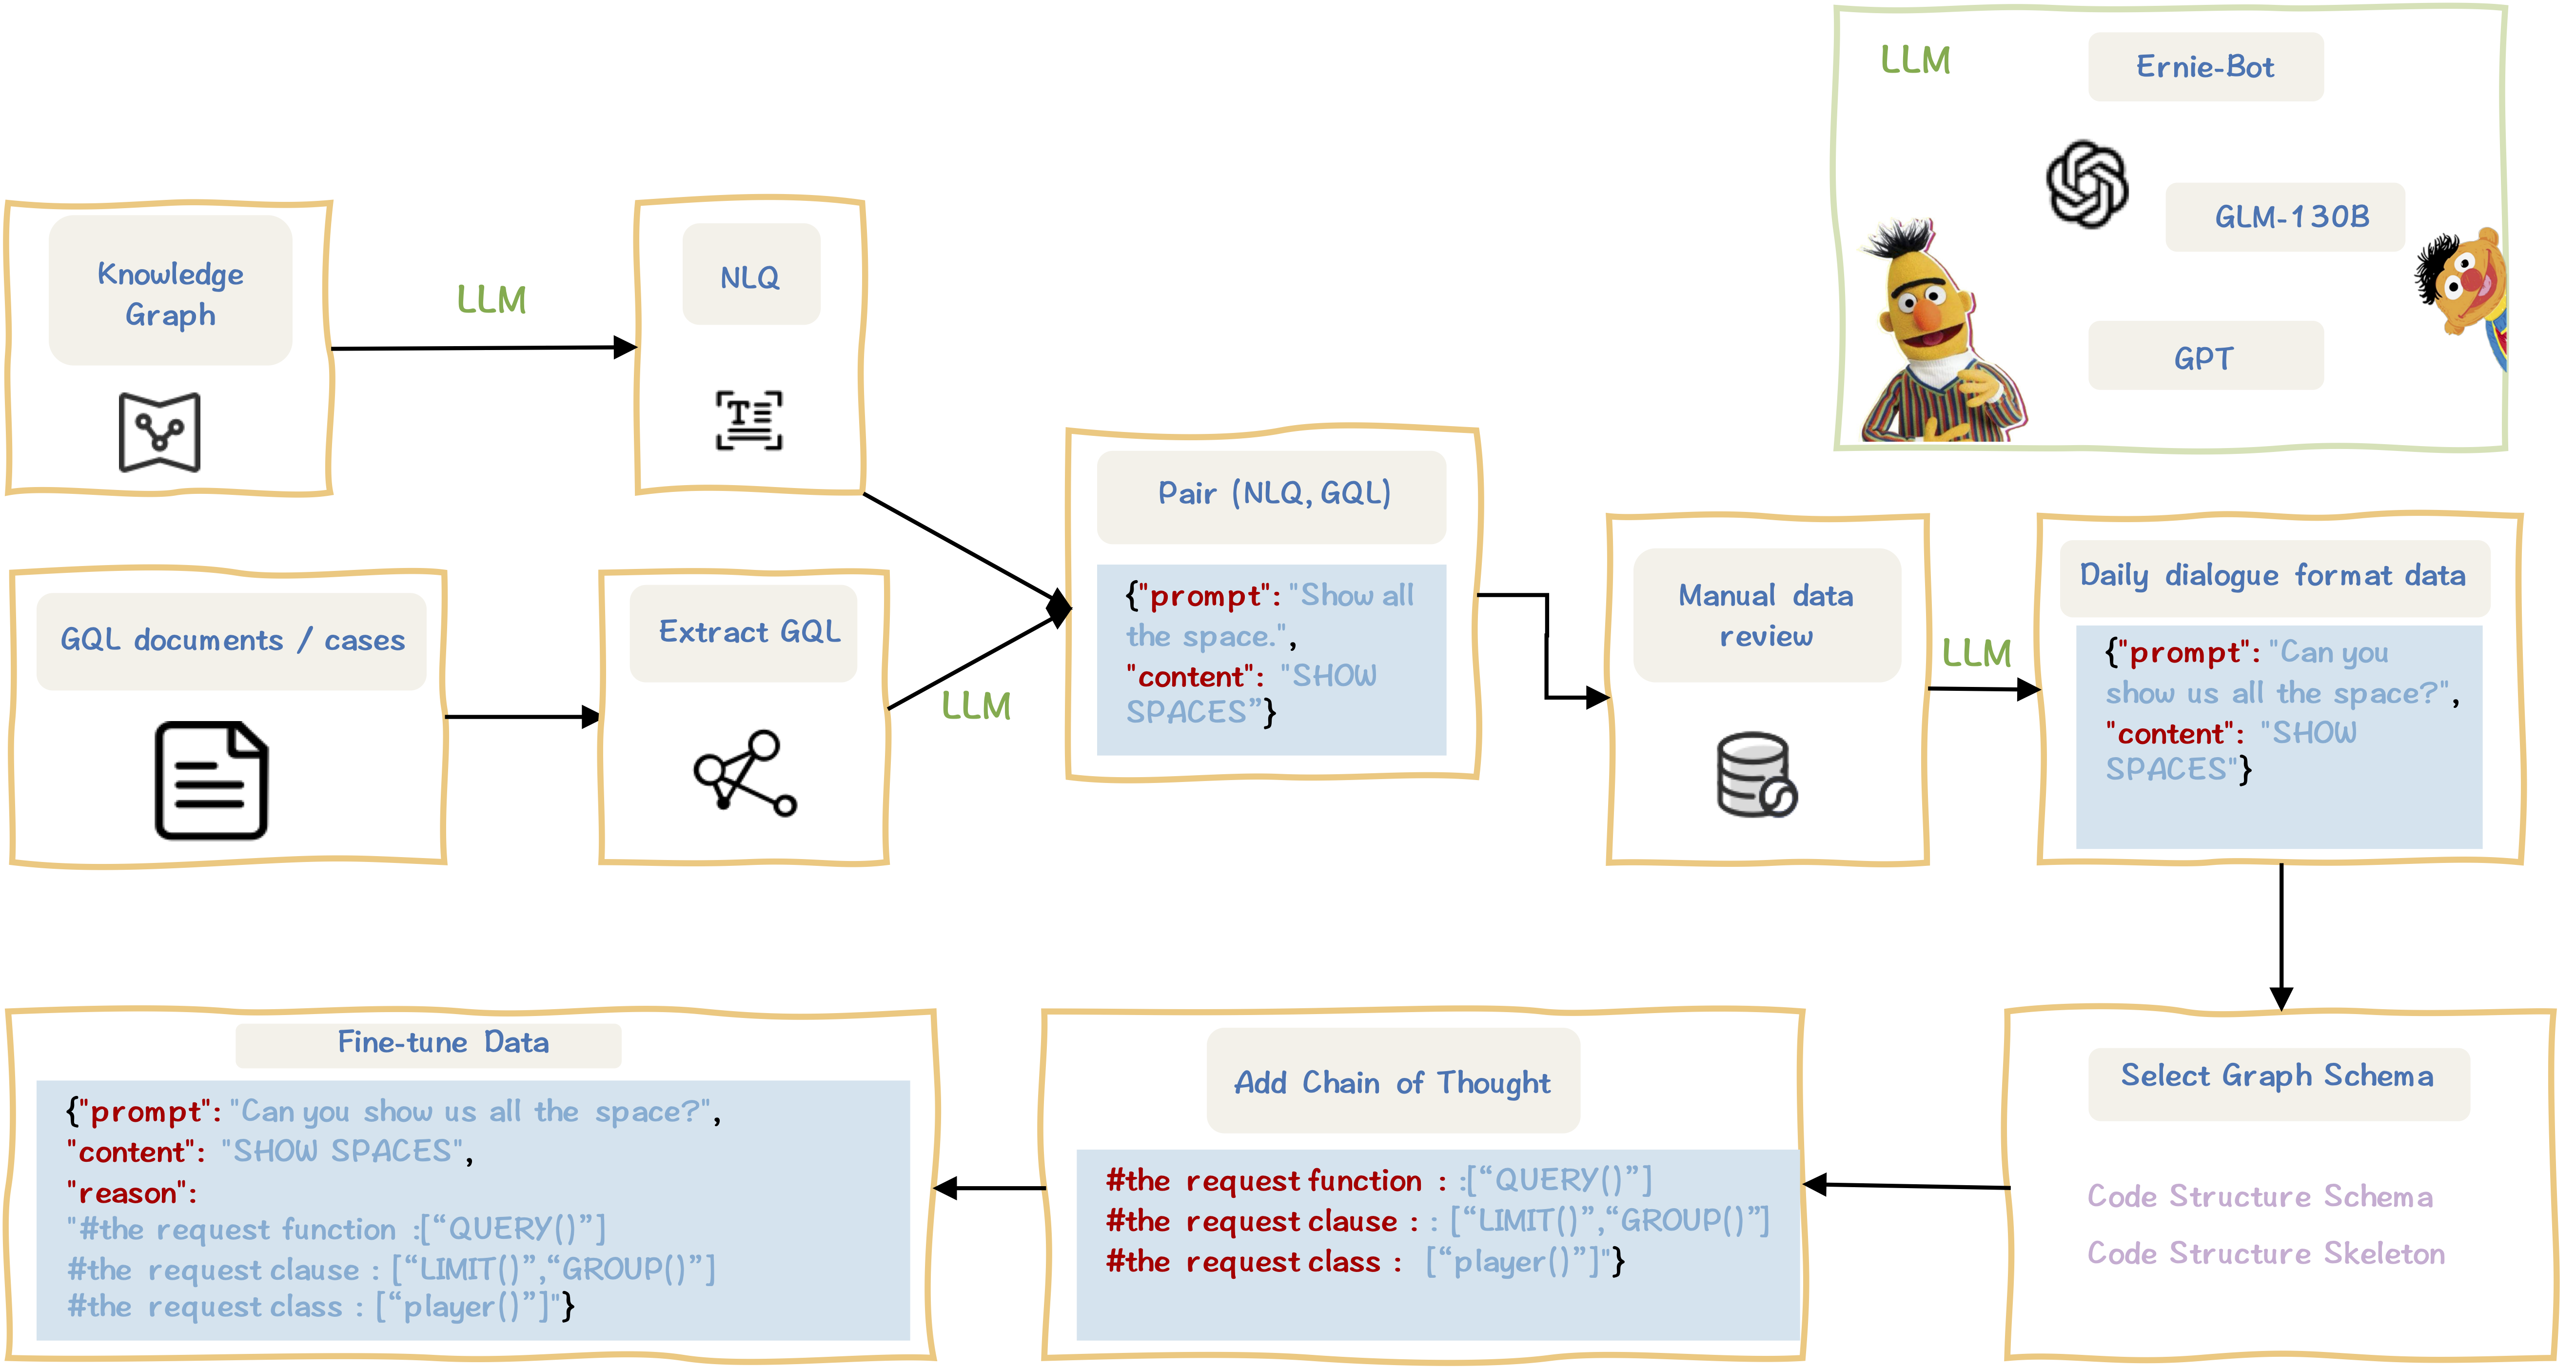 LLM
Ernie-Bot
GLM-130B
GPT
Knowledge
Graph
LLM
NLQ
GQL documents / cases
Extract GQL
LLM
Pair (NLQ, GQL)
{"prompt": "Show all
the space.",
"content": "SHOW
SPACES”}
Manual data
review
LLM
Daily dialogue format data
{"prompt": "Can you
show us all the space?",
"content": "SHOW
SPACES"}
Select Graph Schema
Code Structure Schema
Code Structure Skeleton
Add Chain of Thought
#the request function : :[“QUERY()”]
#the request clause : : [“LIMIT()”,“GROUP()”]
#the request class : [“player()”]"}
Fine-tune Data
{"prompt": "Can you show us all the space?",
"content": "SHOW SPACES",
"reason":
"#the request function :[“QUERY()”]
#the request clause : [“LIMIT()”,“GROUP()”]
#the request class : [“player()”]"}